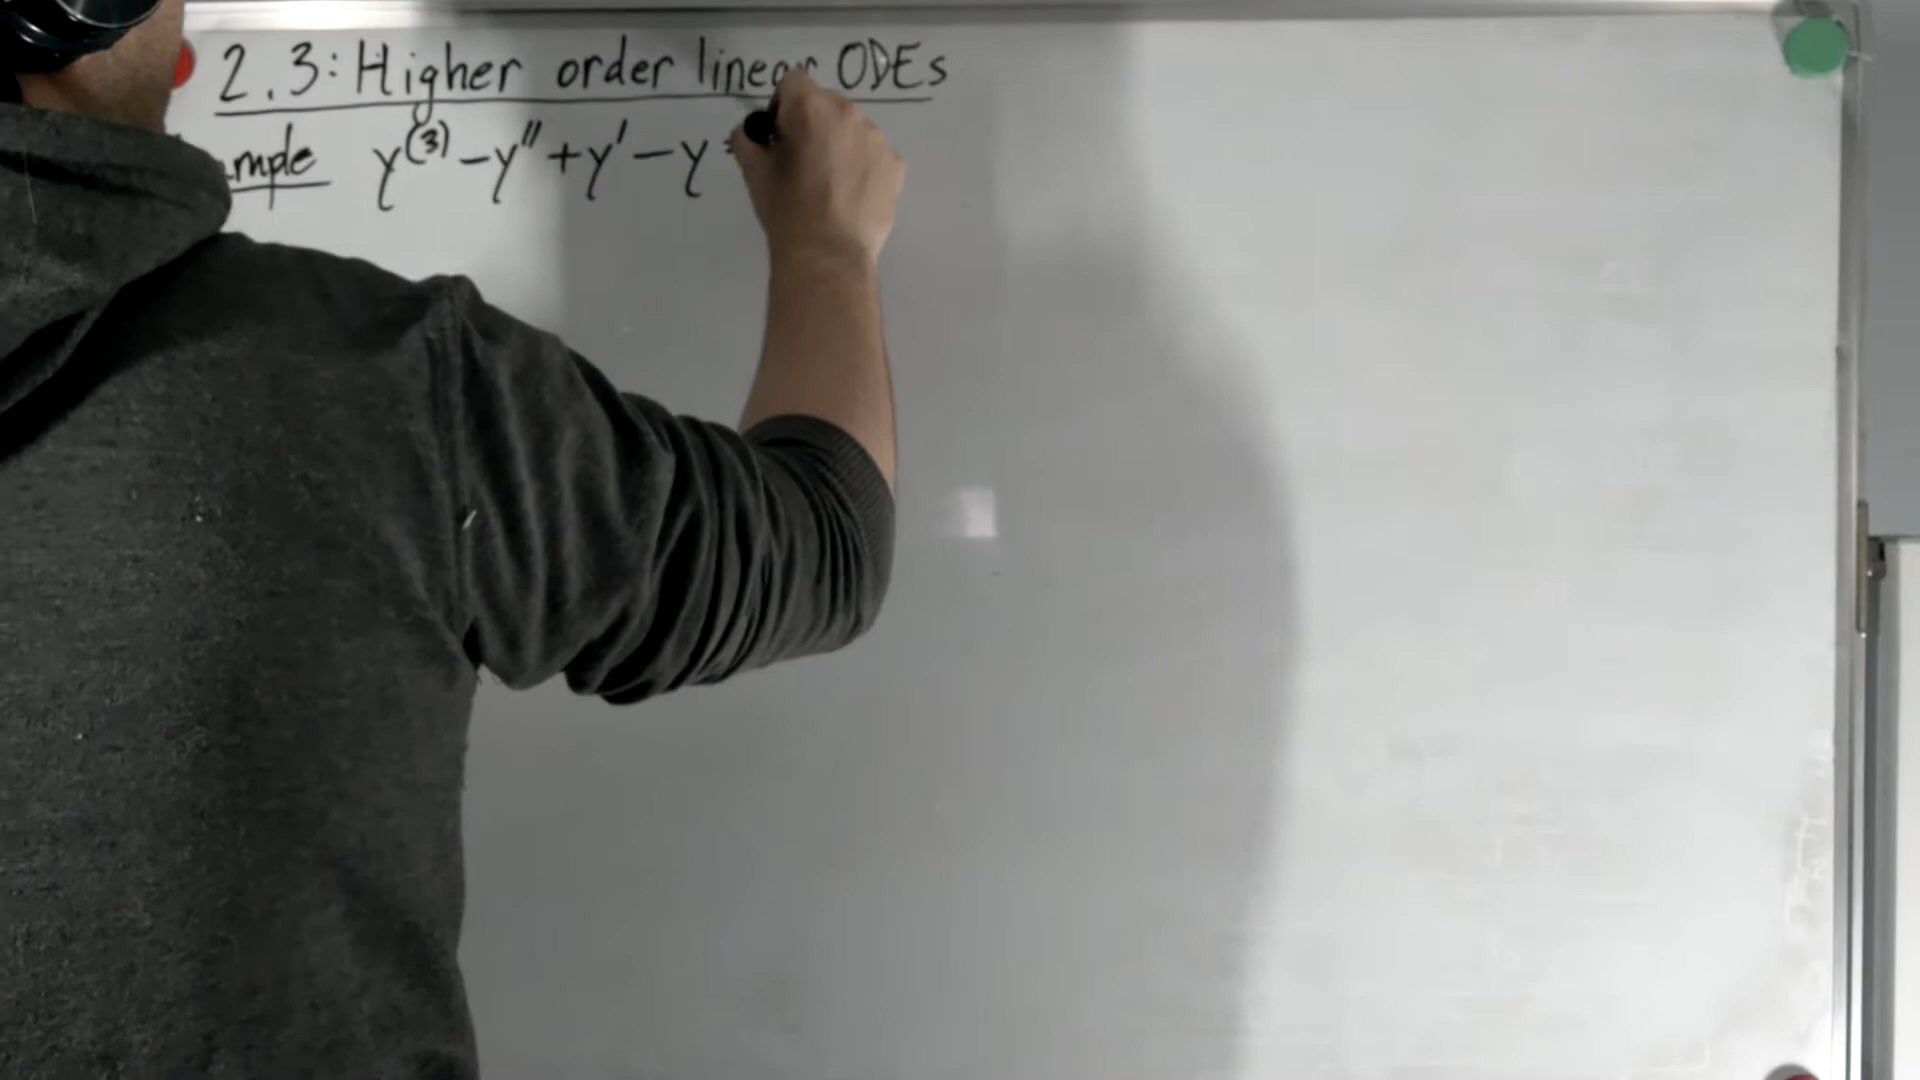 2.3: Higher order linear ODEs
mple y⁽³⁾ - y'' + y' - y =